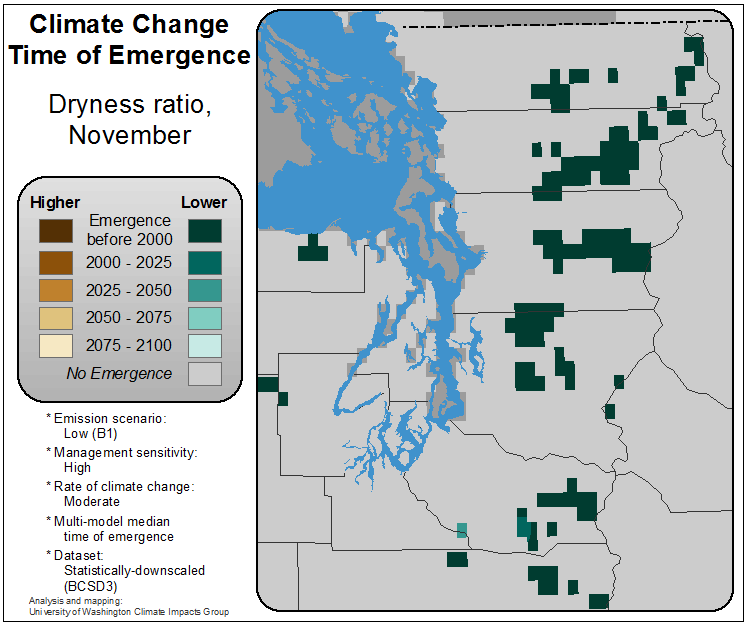 Climate Change
Time of Emergence
Dryness ratio,
November
Higher Lower
Emergence
before 2000
2000 - 2025
2025 - 2050
2050 - 2075
2075 - 2100
No Emergence
* Emission scenario:
Low (B1)
* Management sensitivity:
High
* Rate of climate change:
Moderate
* Multi-model median
time of emergence
* Dataset:
Statistically-downscaled
(BCSD3)
Analysis and mapping:
University of Washington Climate Impacts Group